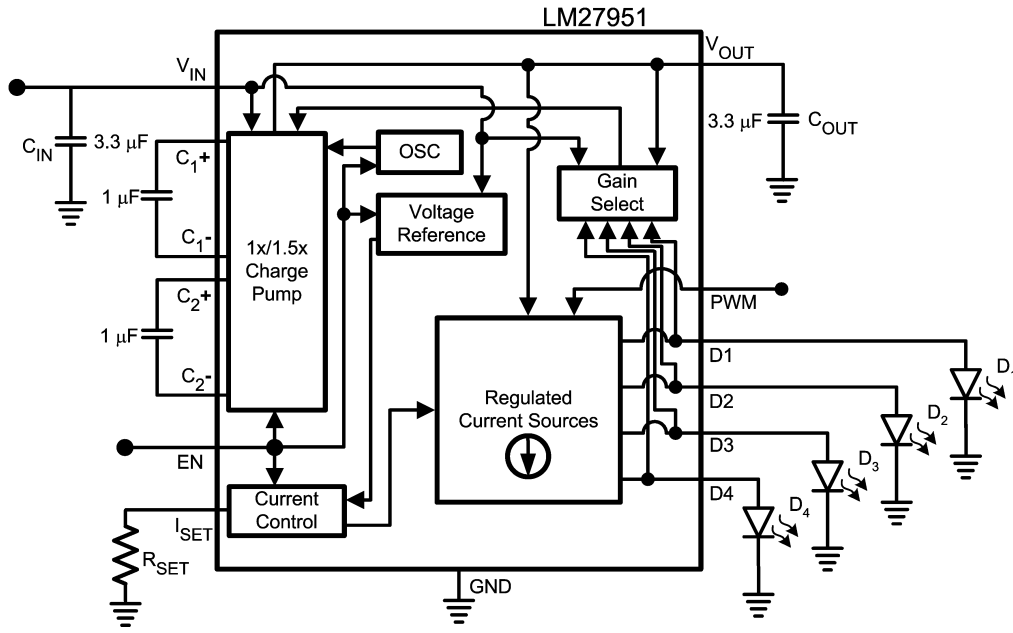 LM27951
VOUT
VIN
CIN
3.3 µF
C1+
1 µF
C1-
C2+
1 µF
C2-
1x/1.5x
Charge
Pump
OSC
Voltage
Reference
Gain
Select
3.3 µF
COUT
PWM
Regulated
Current Sources
D1
D2
D3
D4
D2
D3
D4
EN
Current
Control
ISET
RSET
GND